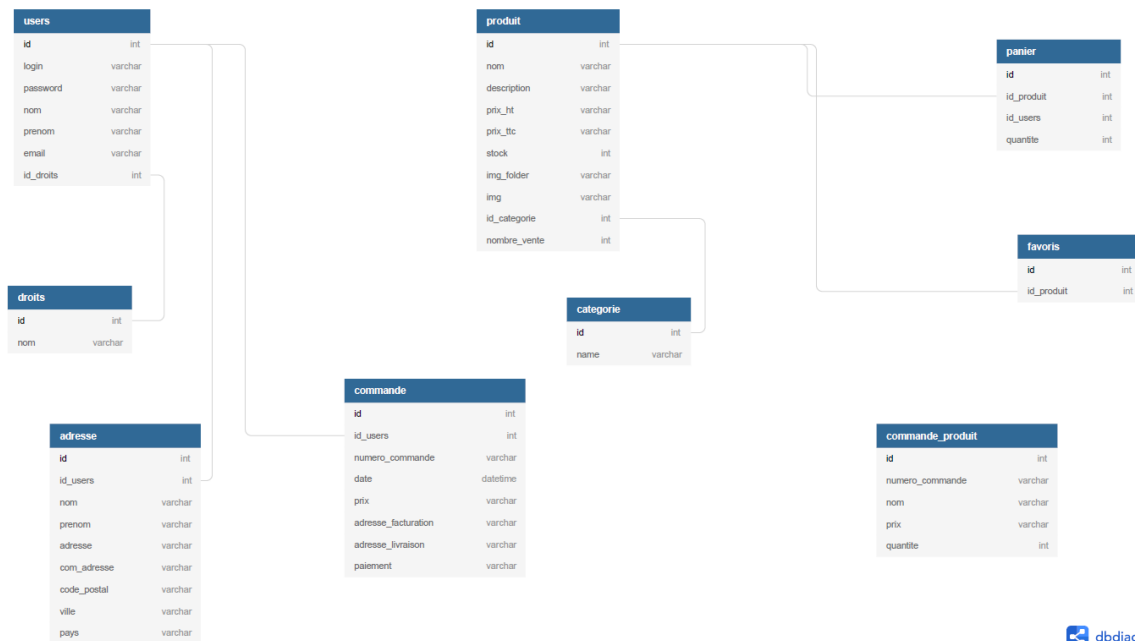 users
id int
login varchar
password varchar
nom varchar
prenom varchar
email varchar
id_droits int
produit
id int
nom varchar
description varchar
prix_ht varchar
prix_ttc varchar
stock int
img_folder varchar
img varchar
id_categorie int
nombre_vente int
panier
id int
id_produit int
id_users int
quantite int
favoris
id int
id_produit int
droits
id int
nom varchar
categorie
id int
name varchar
commande
id int
id_users int
numero_commande varchar
date datetime
prix varchar
adresse_facturation varchar
adresse_livraison varchar
paiement varchar
adresse
id int
id_users int
nom varchar
prenom varchar
adresse varchar
com_adresse varchar
code_postal varchar
ville varchar
pays varchar
commande_produit
id int
numero_commande varchar
nom varchar
prix varchar
quantite int
dbdiag